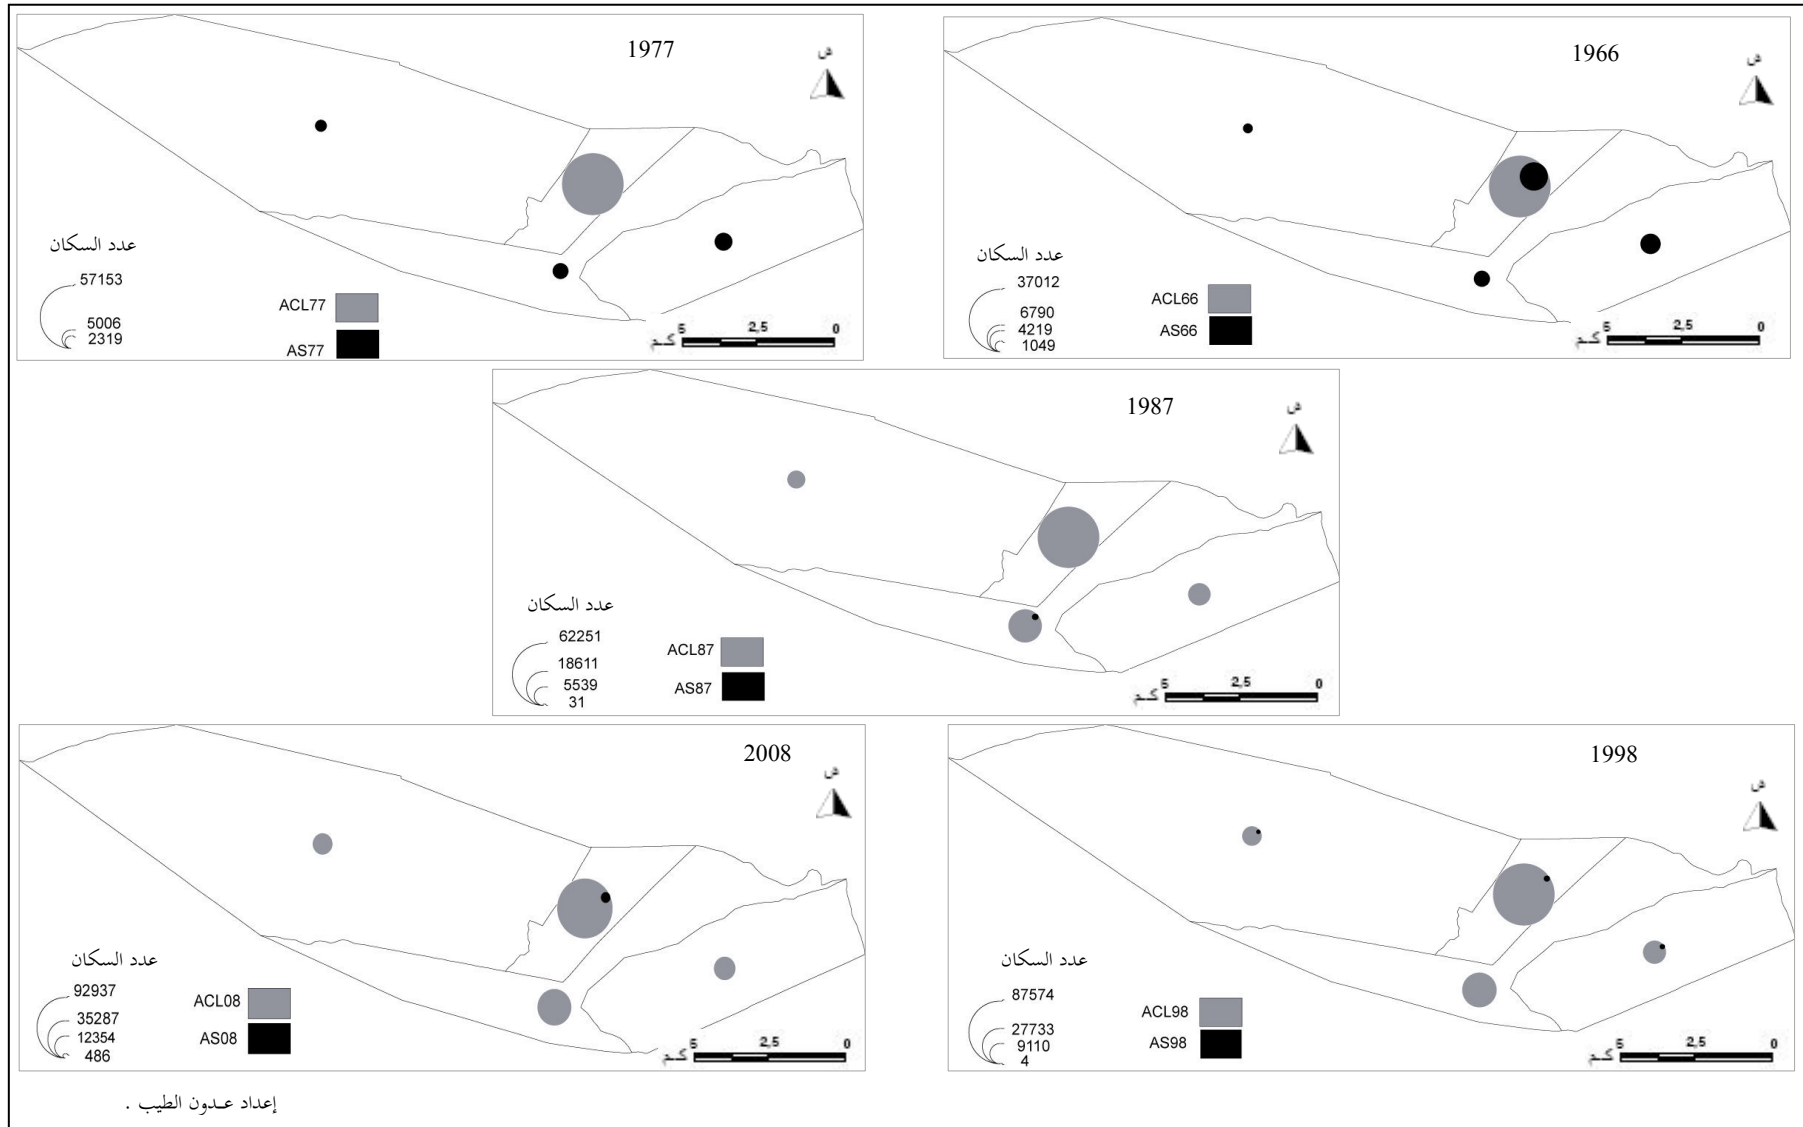 1966
ش
عدد السكان
37012
6790
4219
1049
ACL66
AS66
5 2,5 0
كم
1977
ش
عدد السكان
57153
5006
2319
ACL77
AS77
5 2,5 0
كم
1987
ش
عدد السكان
62251
18611
5539
31
ACL87
AS87
5 2,5 0
كم
1998
ش
عدد السكان
87574
27733
9110
4
ACL98
AS98
5 2,5 0
كم
2008
ش
عدد السكان
92937
35287
12354
486
ACL08
AS08
5 2,5 0
كم
إعداد عـدون الطيب .